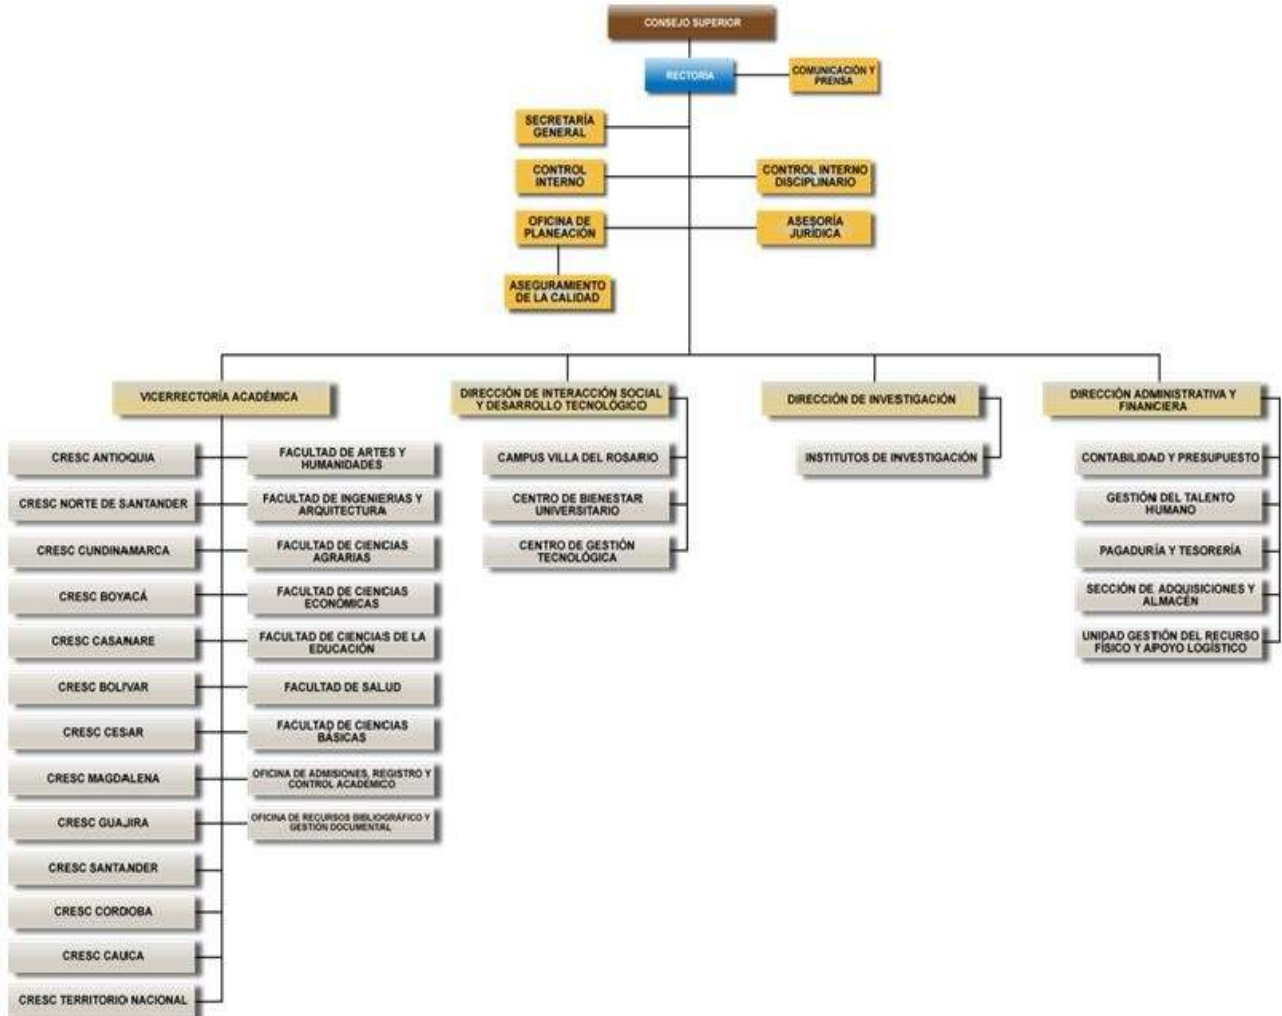 CONSEJO SUPERIOR
RECTORÍA
COMUNICACIÓN Y
PRENSA
SECRETARÍA
GENERAL
CONTROL
INTERNO
CONTROL INTERNO
DISCIPLINARIO
OFICINA DE
PLANEACIÓN
ASESORÍA
JURÍDICA
ASEGURAMIENTO
DE LA CALIDAD
VICERRECTORÍA ACADÉMICA
CRESC ANTIOQUIA
CRESC NORTE DE SANTANDER
CRESC CUNDINAMARCA
CRESC BOYACÁ
CRESC CASANARE
CRESC BOLIVAR
CRESC CESAR
CRESC MAGDALENA
CRESC GUAJIRA
CRESC SANTANDER
CRESC CORDOBA
CRESC CAUCA
CRESC TERRITORIO NACIONAL
FACULTAD DE ARTES Y
HUMANIDADES
FACULTAD DE INGENIERIAS Y
ARQUITECTURA
FACULTAD DE CIENCIAS
AGRARIAS
FACULTAD DE CIENCIAS
ECONÓMICAS
FACULTAD DE CIENCIAS DE LA
EDUCACIÓN
FACULTAD DE SALUD
FACULTAD DE CIENCIAS
BÁSICAS
OFICINA DE ADMISIONES, REGISTRO Y
CONTROL ACADÉMICO
OFICINA DE RECURSOS BIBLIOGRÁFICO Y
GESTIÓN DOCUMENTAL
DIRECCIÓN DE INTERACCIÓN SOCIAL
Y DESARROLLO TECNOLÓGICO
CAMPUS VILLA DEL ROSARIO
CENTRO DE BIENESTAR
UNIVERSITARIO
CENTRO DE GESTIÓN
TECNOLÓGICA
DIRECCIÓN DE INVESTIGACIÓN
INSTITUTOS DE INVESTIGACIÓN
DIRECCIÓN ADMINISTRATIVA Y
FINANCIERA
CONTABILIDAD Y PRESUPUESTO
GESTIÓN DEL TALENTO
HUMANO
PAGADURÍA Y TESORERÍA
SECCIÓN DE ADQUISICIONES Y
ALMACÉN
UNIDAD GESTIÓN DEL RECURSO
FÍSICO Y APOYO LOGÍSTICO